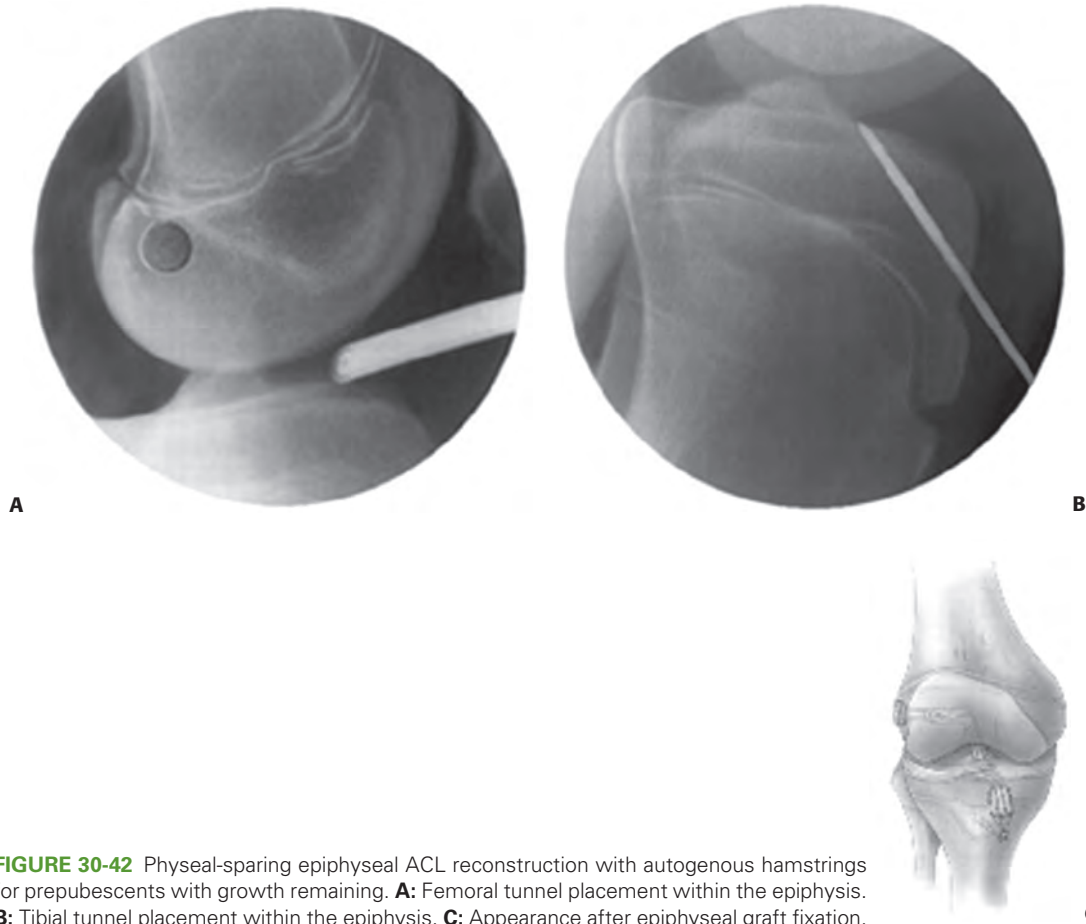 A
B
FIGURE 30-42 Physeal-sparing epiphyseal ACL reconstruction with autogenous hamstrings
or prepubescents with growth remaining. A: Femoral tunnel placement within the epiphysis.
B: Tibial tunnel placement within the epiphysis. C: Appearance after epiphyseal graft fixation.